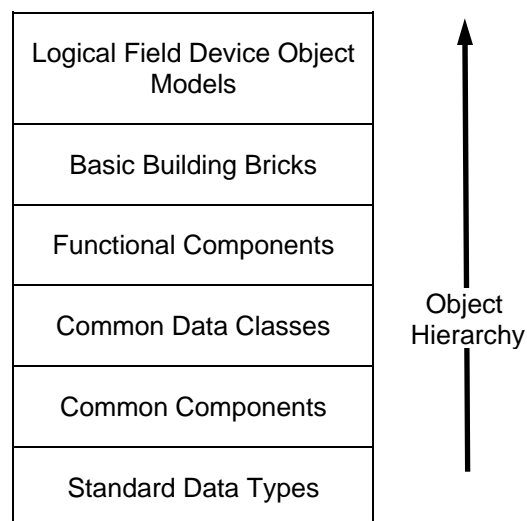 Logical Field Device Object
Models
Basic Building Bricks
Functional Components
Common Data Classes
Common Components
Standard Data Types
Object
Hierarchy